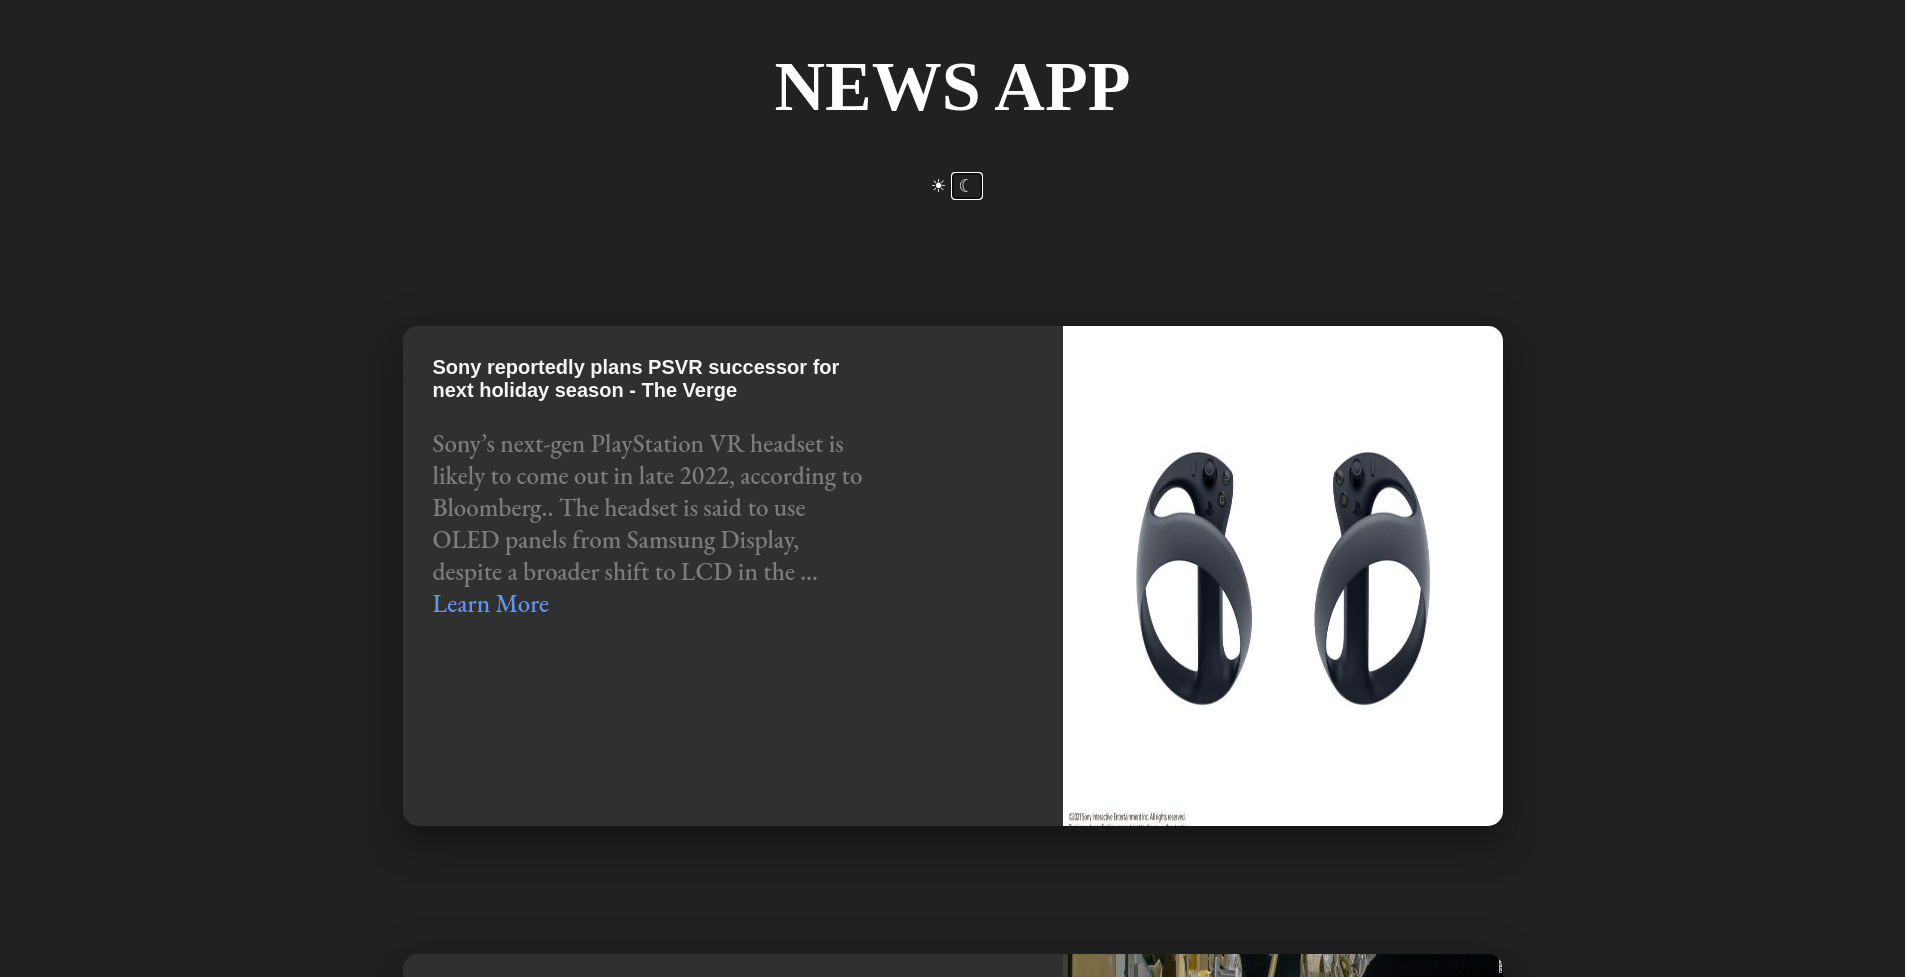 NEWS APP
☀ ☾
Sony reportedly plans PSVR successor for
next holiday season - The Verge
Sony’s next-gen PlayStation VR headset is
likely to come out in late 2022, according to
Bloomberg.. The headset is said to use
OLED panels from Samsung Display,
despite a broader shift to LCD in the ...
Learn More
©2021 Sony Interactive Entertainment Inc. All rights reserved.